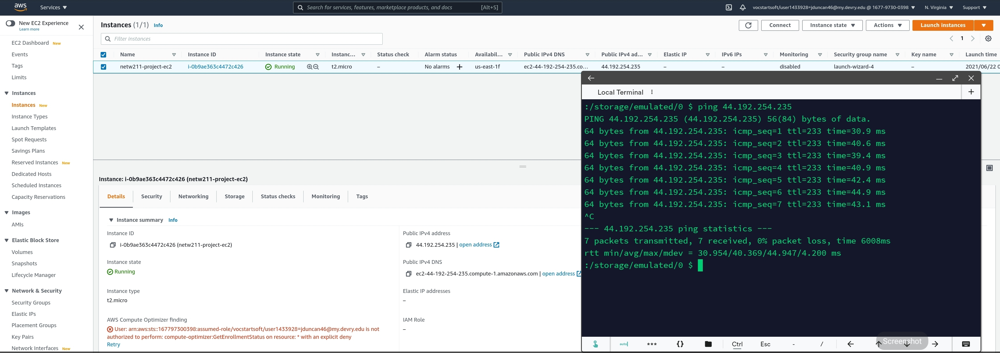 aws
Services
Search for services, features, marketplace products, and docs [Alt+S]
vocstartsoft/user1433928=jduncan46@my.devry.edu @ 1677-9730-0398
N. Virginia
Support
New EC2 Experience
Learn more
EC2 Dashboard New
Events
Tags
Limits
Instances
Instances New
Instance Types
Launch Templates
Spot Requests
Savings Plans
Reserved Instances New
Dedicated Hosts
Scheduled Instances
Capacity Reservations
Images
AMIs
Elastic Block Store
Volumes
Snapshots
Lifecycle Manager
Network & Security
Security Groups
Elastic IPs
Placement Groups
Key Pairs
Network Interfaces New
Instances (1/1) Info
Connect
Instance state
Actions
Launch instances
Filter instances
1
Name Instance ID Instance state Instanc... Status check Alarm status Availabil... Public IPv4 DNS Public IPv4 ad... Elastic IP IPv6 IPs Monitoring Security group name Key name Launch time
netw211-project-ec2 i-0b9ae363c4472c426 Running t2.micro – No alarms + us-east-1f ec2-44-192-254-235.co... 44.192.254.235 – – disabled launch-wizard-4 – 2021/06/22 0
Instance: i-0b9ae363c4472c426 (netw211-project-ec2)
Details Security Networking Storage Status checks Monitoring Tags
Instance summary Info
Instance ID
i-0b9ae363c4472c426 (netw211-project-ec2)
Public IPv4 address
44.192.254.235 | open address
Instance state
Running
Public IPv4 DNS
ec2-44-192-254-235.compute-1.amazonaws.com | open address
Instance type
t2.micro
Elastic IP addresses
–
AWS Compute Optimizer finding
User: arn:aws:sts::167797300398:assumed-role/vocstartsoft/user1433928=jduncan46@my.devry.edu is not
authorized to perform: compute-optimizer:GetEnrollmentStatus on resource: * with an explicit deny
Retry
IAM Role
–
Local Terminal
:/storage/emulated/0 $ ping 44.192.254.235
PING 44.192.254.235 (44.192.254.235) 56(84) bytes of data.
64 bytes from 44.192.254.235: icmp_seq=1 ttl=233 time=30.9 ms
64 bytes from 44.192.254.235: icmp_seq=2 ttl=233 time=40.6 ms
64 bytes from 44.192.254.235: icmp_seq=3 ttl=233 time=39.4 ms
64 bytes from 44.192.254.235: icmp_seq=4 ttl=233 time=40.9 ms
64 bytes from 44.192.254.235: icmp_seq=5 ttl=233 time=42.4 ms
64 bytes from 44.192.254.235: icmp_seq=6 ttl=233 time=44.9 ms
64 bytes from 44.192.254.235: icmp_seq=7 ttl=233 time=43.1 ms
^C
--- 44.192.254.235 ping statistics ---
7 packets transmitted, 7 received, 0% packet loss, time 6008ms
rtt min/avg/max/mdev = 30.954/40.369/44.947/4.200 ms
:/storage/emulated/0 $
auto *** {} Ctrl Esc - /
Screenshot